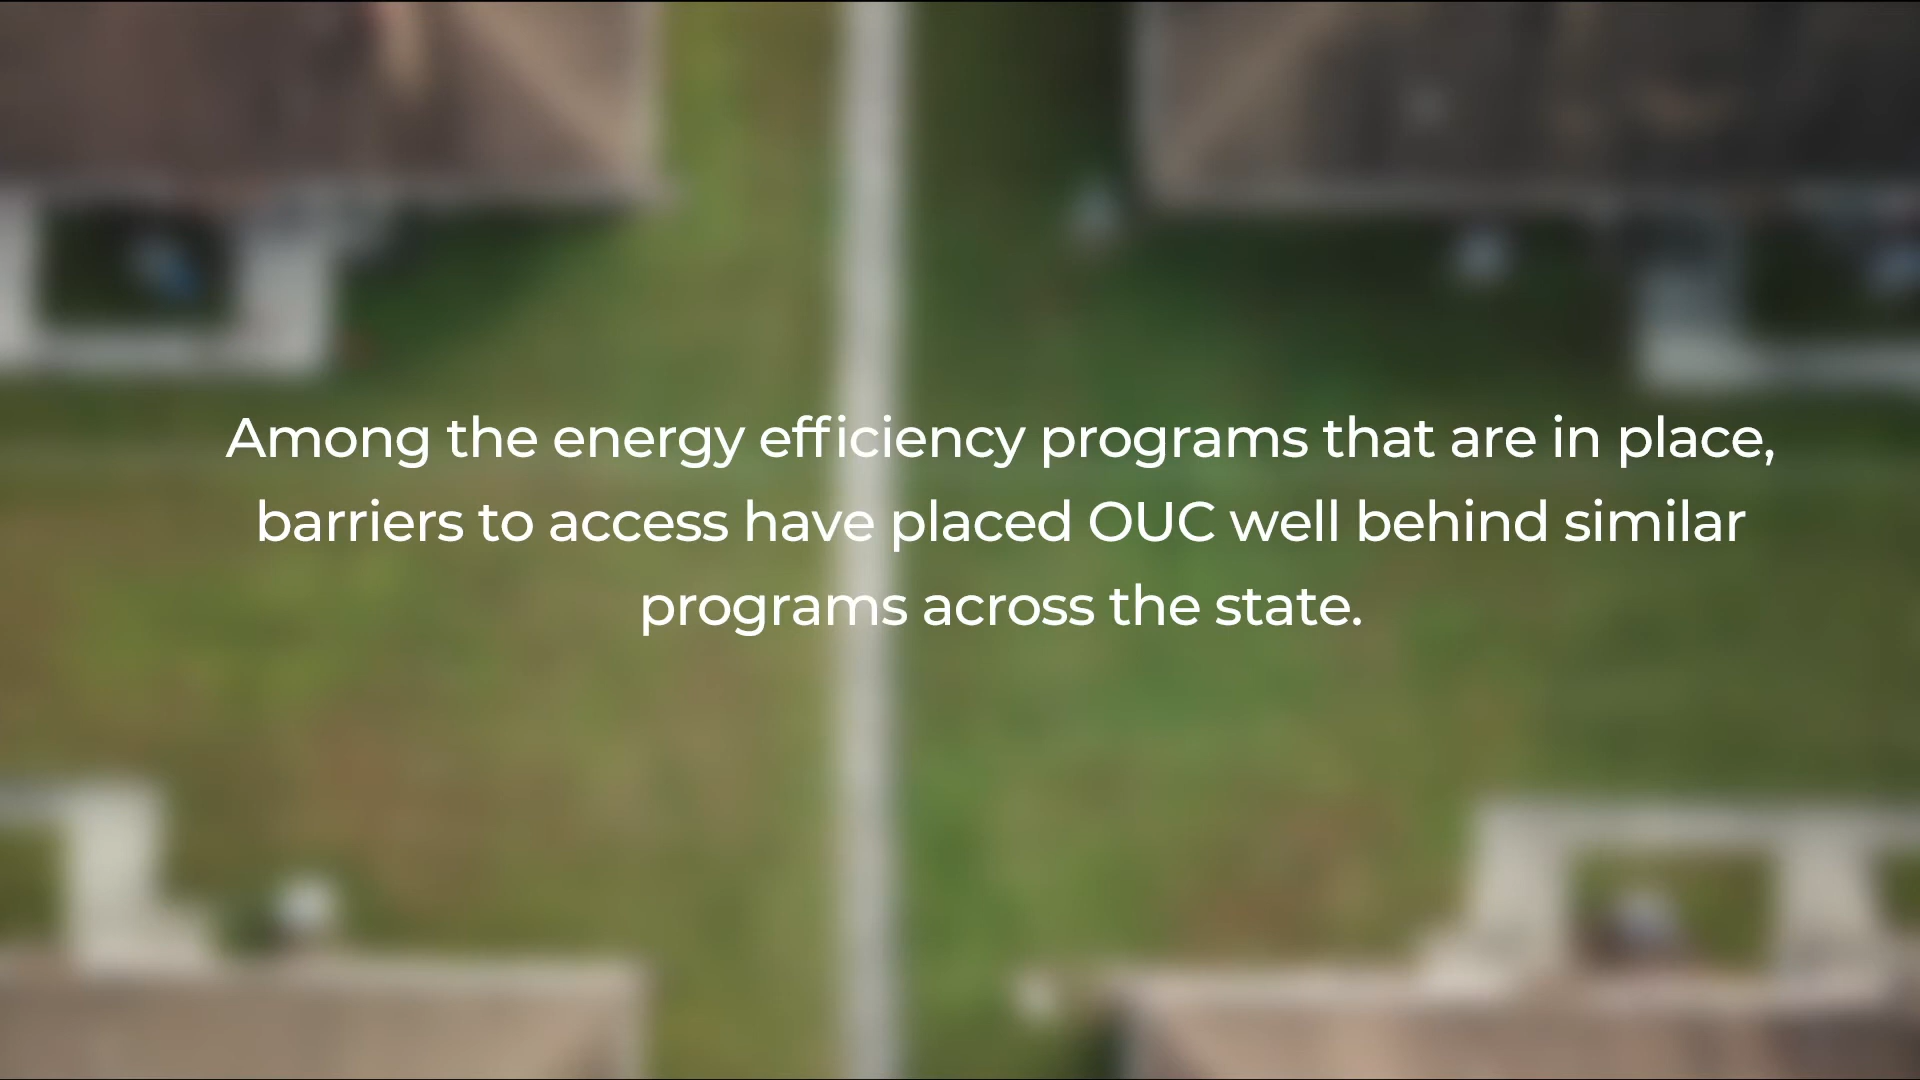 Among the energy efficiency programs that are in place,
barriers to access have placed OUC well behind similar
programs across the state.